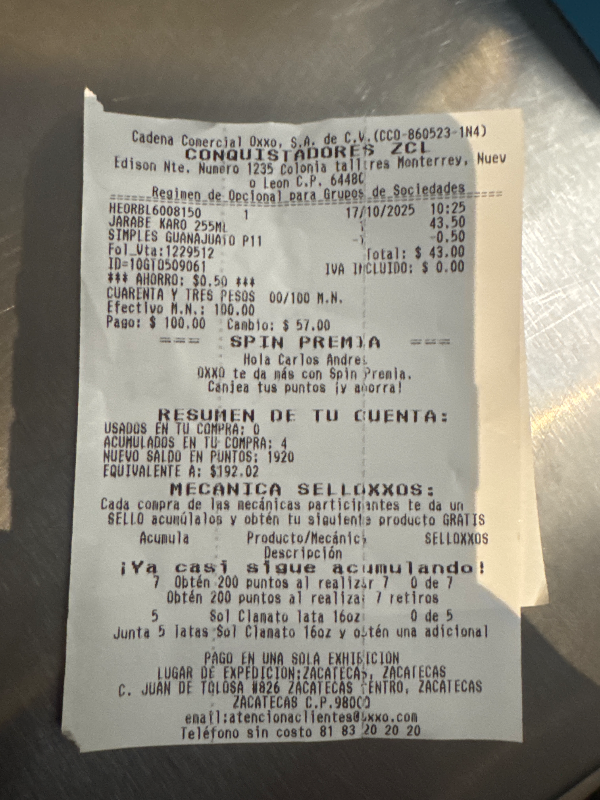 Cadena Comercial Oxxo, S.A. de C.V.(CCO-860523-1N4)
CONQUISTADORES ZCL
Edison Nte. Numero 1235 Colonia talleres Monterrey, Nuev
o Leon C.P. 64480
Regimen de Opcional para Grupos de Sociedades
HEORBL6008150 1 17/10/2025 10:25
JARABE KARO 255ML 43.50
SIMPLES GUANAJUATO P11 -1 -0.50
Fol_Vta:1229512 Total: $ 43.00
ID=10GTO509061 IVA INCLUIDO: $ 0.00
*** AHORRO: $0.50 ***
CUARENTA Y TRES PESOS 00/100 M.N.
Efectivo M.N.: 100.00
Pago: $ 100.00 Cambio: $ 57.00
=== SPIN PREMIA ===
Hola Carlos Andre
OXXO te da más con Spin Premia.
Canjea tus puntos ¡y ahorra!
RESUMEN DE TU CUENTA:
USADOS EN TU COMPRA: 0
ACUMULADOS EN TU COMPRA: 4
NUEVO SALDO EN PUNTOS: 1920
EQUIVALENTE A: $192.02
MECANICA SELLOXXOS:
Cada compra de las mecánicas participantes te da un
SELLO acumúlalos y obtén tu siguiente producto GRATIS
Acumula Producto/Mecánica SELLOXXOS
Descripción
¡Ya casi sigue acumulando!
7 Obtén 200 puntos al realizar 7 0 de 7
Obtén 200 puntos al realizar 7 retiros
5 Sol Clamato lata 16oz 0 de 5
Junta 5 latas Sol Clamato 16oz y obtén una adicional
PAGO EN UNA SOLA EXHIBICION
LUGAR DE EXPEDICION:ZACATECAS, ZACATECAS
C. JUAN DE TOLOSA #826 ZACATECAS CENTRO, ZACATECAS
ZACATECAS C.P.98000
email:atencionaclientes@oxxo.com
Teléfono sin costo 81 83 20 20 20